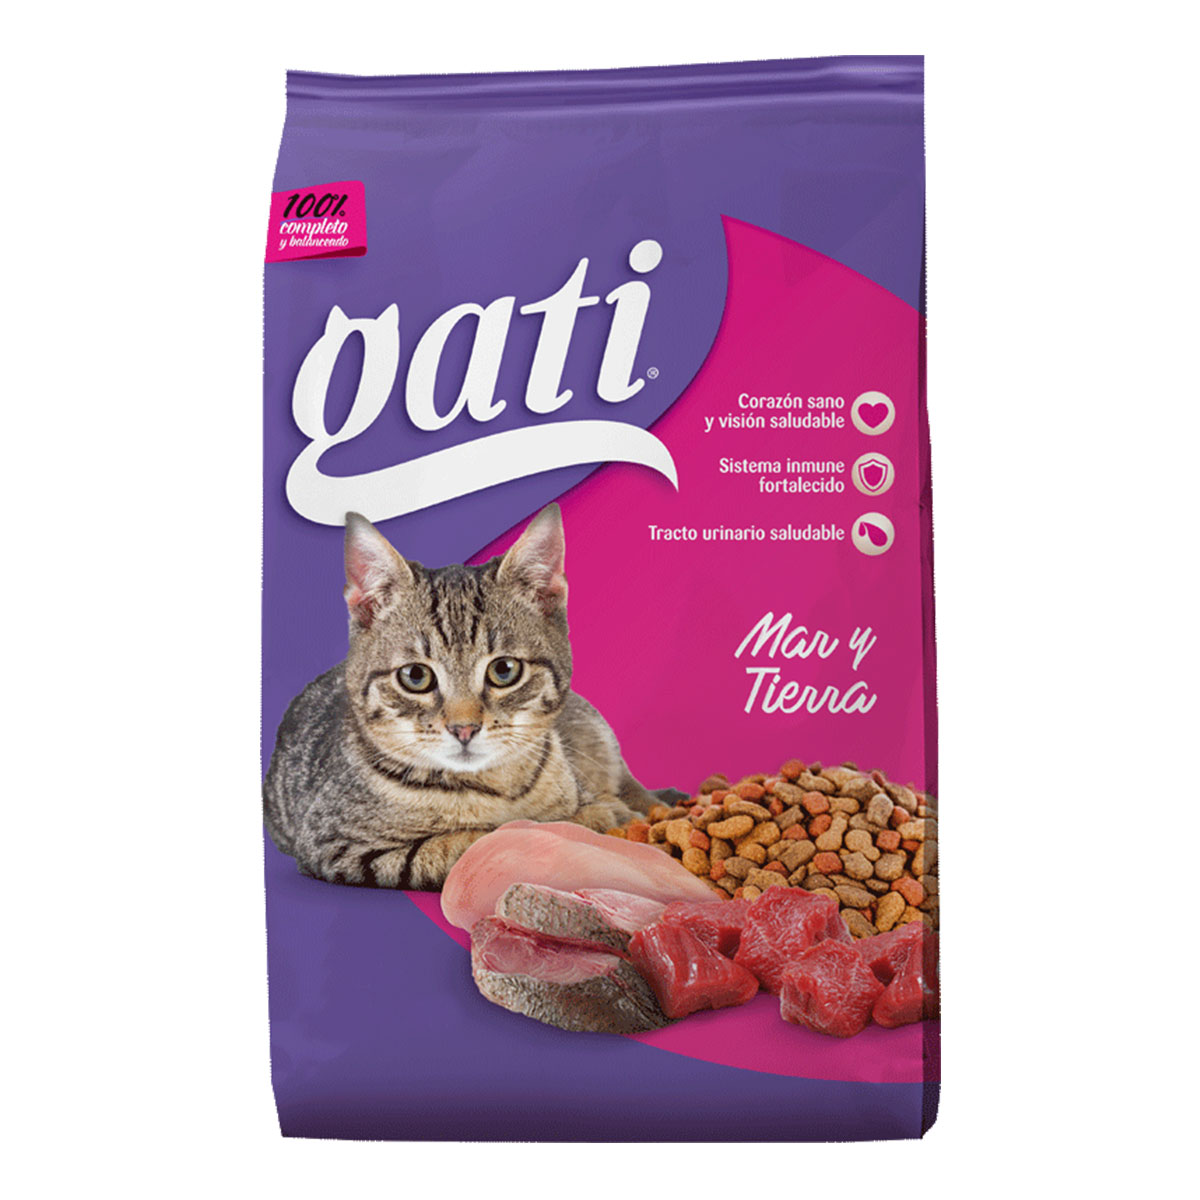 100%
completo
y balanceado
gati®
Corazón sano
y visión saludable
Sistema inmune
fortalecido
Tracto urinario saludable
Mar y
Tierra